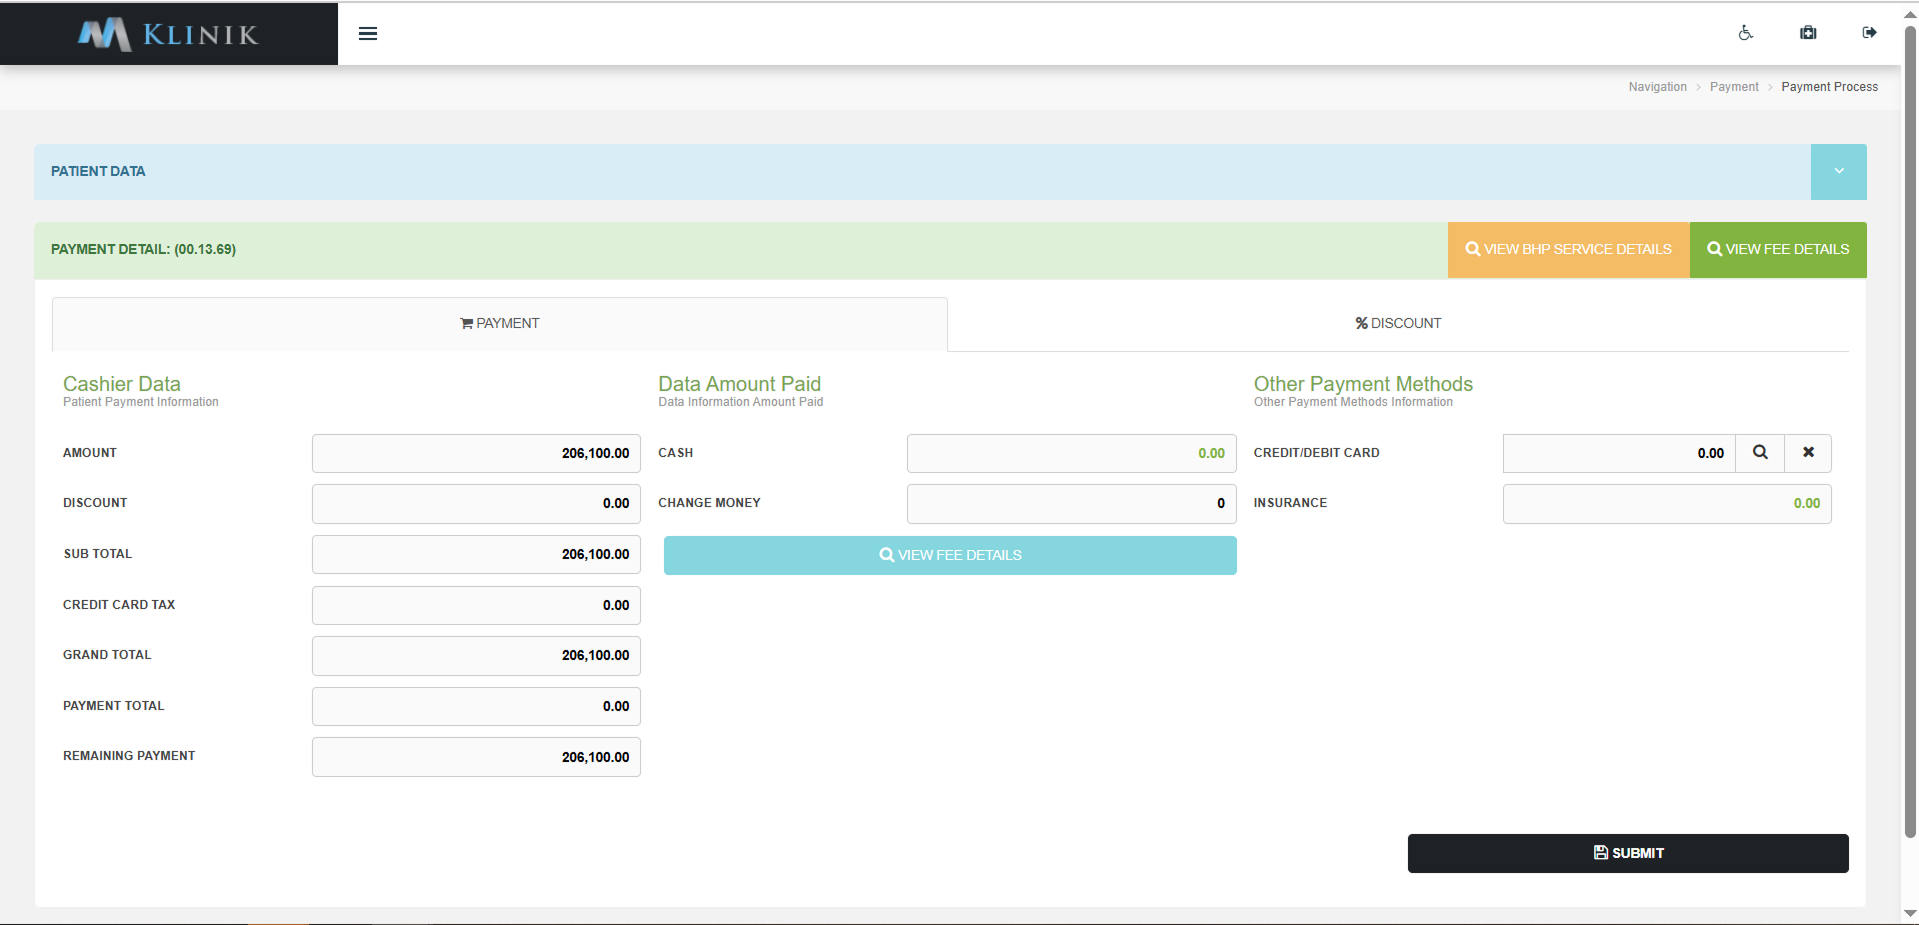 KLINIK
Navigation > Payment > Payment Process
PATIENT DATA
PAYMENT DETAIL: (00.13.69)
VIEW BHP SERVICE DETAILS
VIEW FEE DETAILS
PAYMENT
% DISCOUNT
Cashier Data
Patient Payment Information
AMOUNT 206,100.00
DISCOUNT 0.00
SUB TOTAL 206,100.00
CREDIT CARD TAX 0.00
GRAND TOTAL 206,100.00
PAYMENT TOTAL 0.00
REMAINING PAYMENT 206,100.00
Data Amount Paid
Data Information Amount Paid
CASH 0.00
CHANGE MONEY 0
VIEW FEE DETAILS
Other Payment Methods
Other Payment Methods Information
CREDIT/DEBIT CARD 0.00
INSURANCE 0.00
SUBMIT